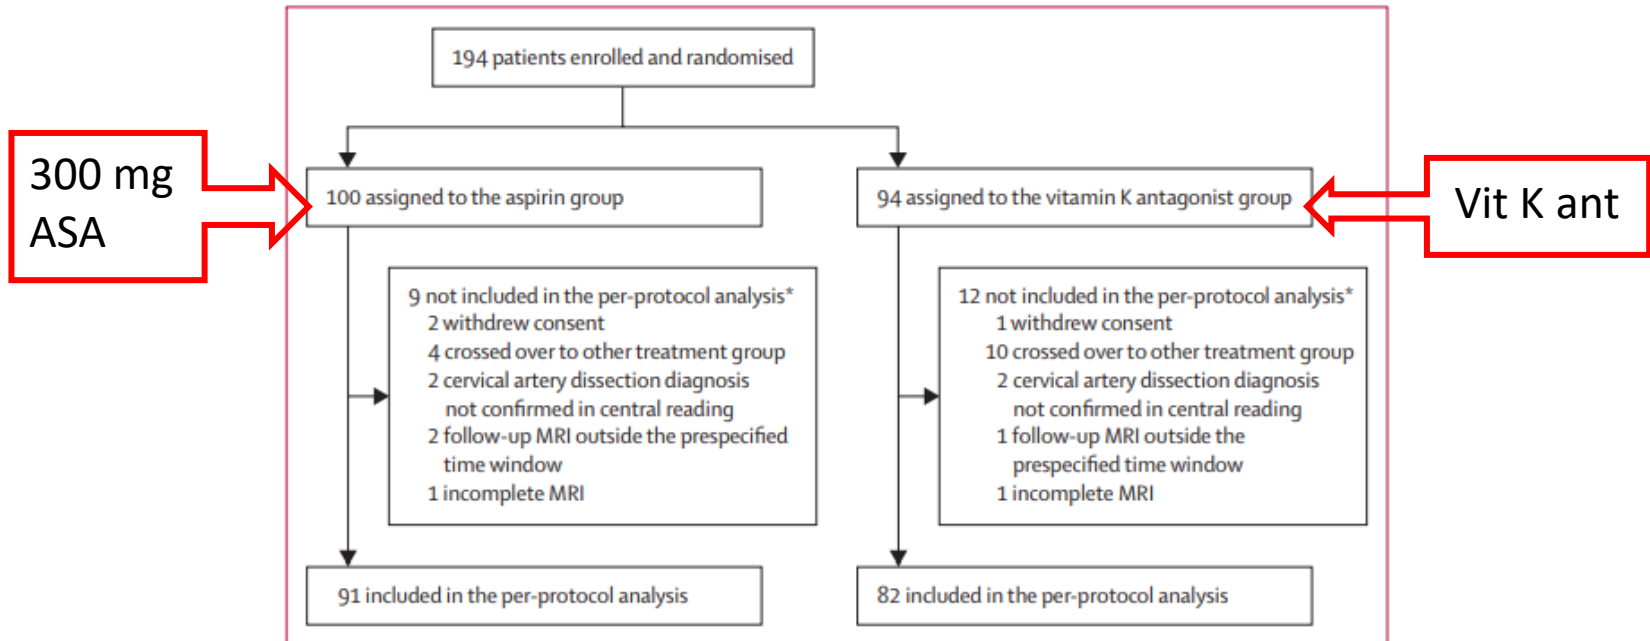 194 patients enrolled and randomised
300 mg
ASA
100 assigned to the aspirin group
94 assigned to the vitamin K antagonist group
Vit K ant
9 not included in the per-protocol analysis*
2 withdrew consent
4 crossed over to other treatment group
2 cervical artery dissection diagnosis
not confirmed in central reading
2 follow-up MRI outside the prespecified
time window
1 incomplete MRI
12 not included in the per-protocol analysis*
1 withdrew consent
10 crossed over to other treatment group
2 cervical artery dissection diagnosis
not confirmed in central reading
1 follow-up MRI outside the
prespecified time window
1 incomplete MRI
91 included in the per-protocol analysis
82 included in the per-protocol analysis